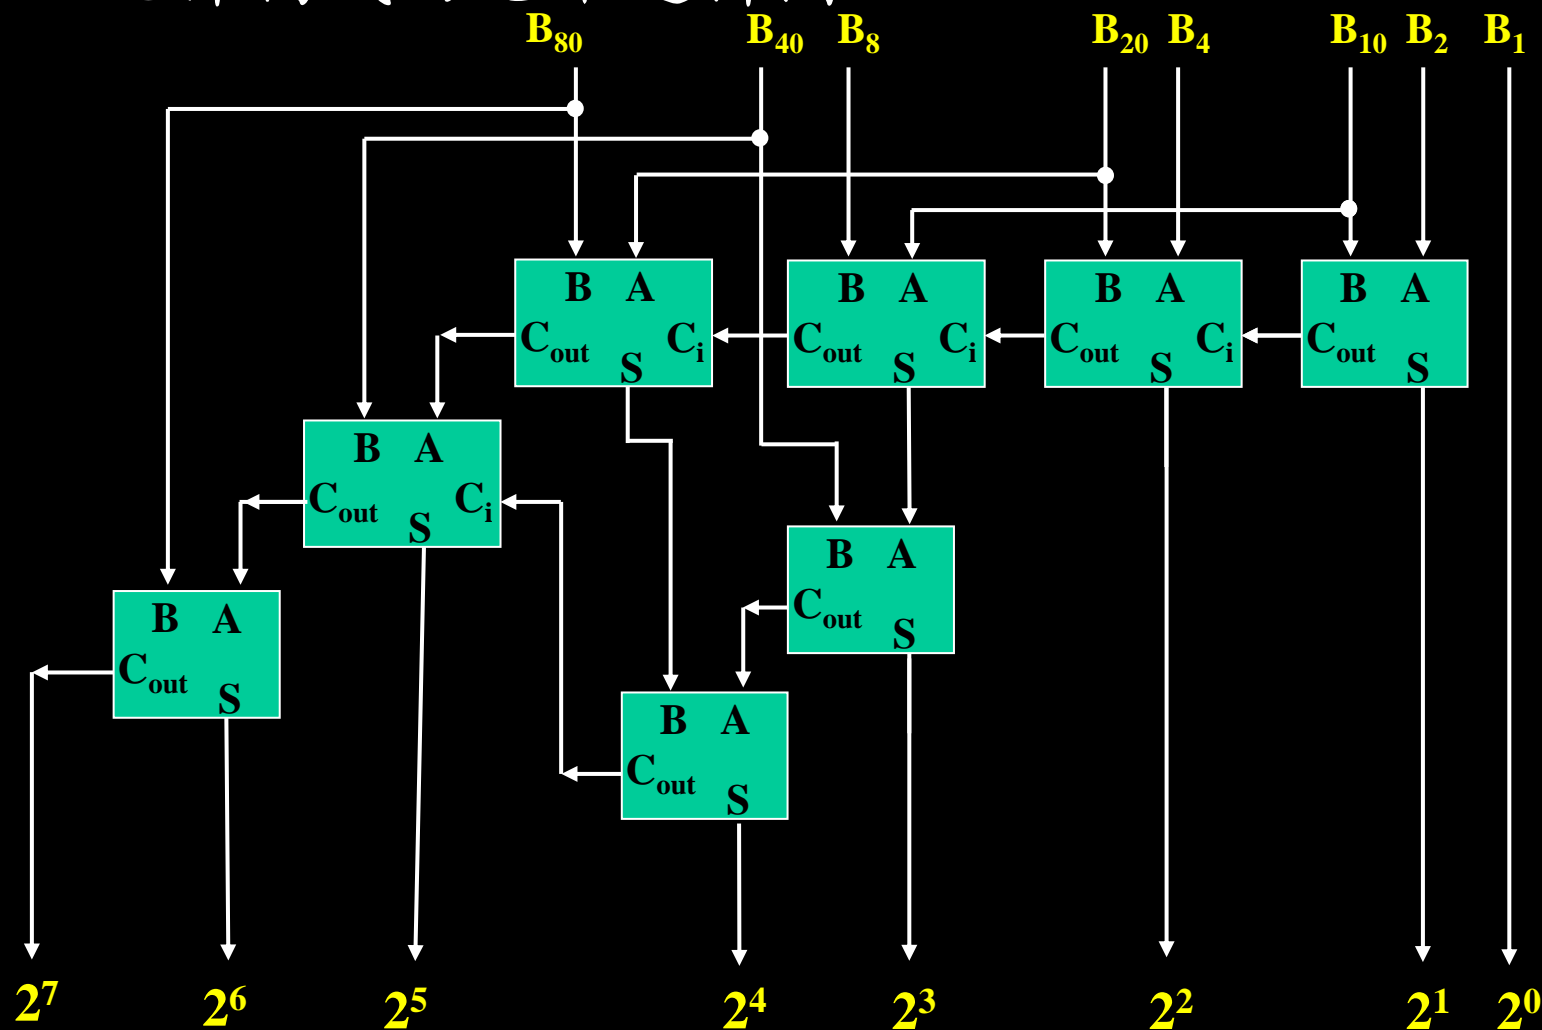 B80 B40 B8 B20 B4 B10 B2 B1
B A B A B A B A
Cout Ci Cout Ci Cout Ci Cout
S S S S
B A
Cout Ci
S
B A
Cout
S
B A
Cout
S
B A
Cout
S
2⁷ 2⁶ 2⁵ 2⁴ 2³ 2² 2¹ 2⁰